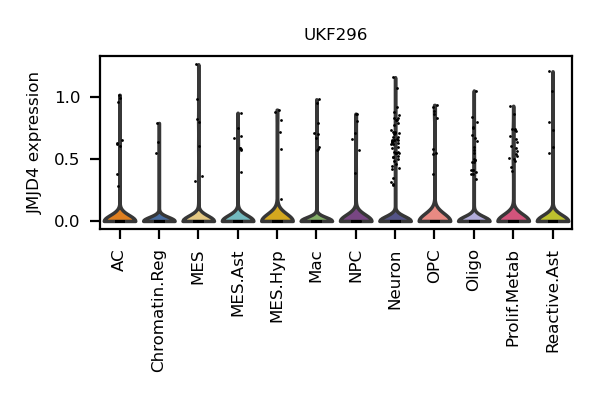 UKF296
JMJD4 expression
1.0
0.5
0.0
AC
Chromatin.Reg
MES
MES.Ast
MES.Hyp
Mac
NPC
Neuron
OPC
Oligo
Prolif.Metab
Reactive.Ast